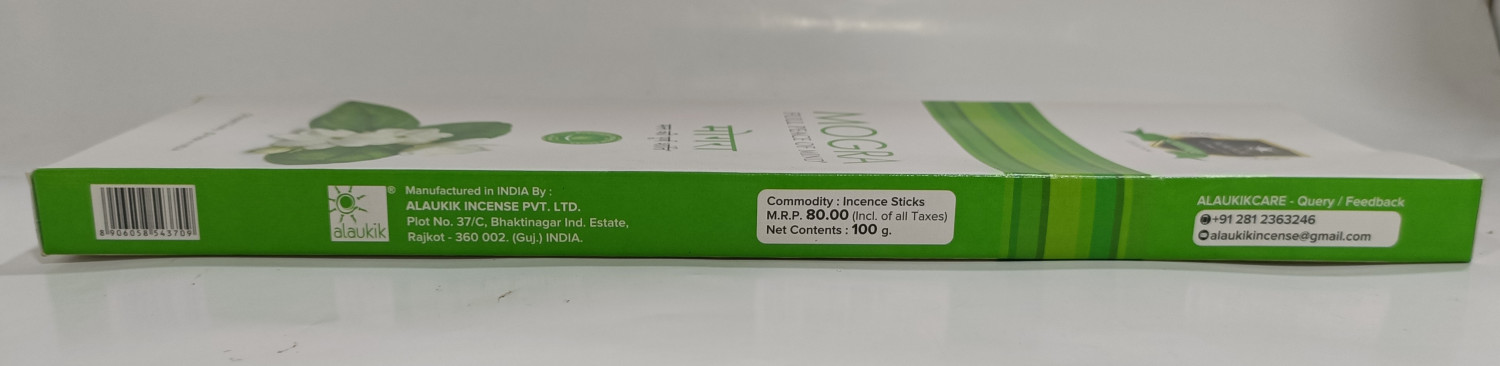 MOGRA
8906058543709
alaukik
®
Manufactured in INDIA By :
ALAUKIK INCENSE PVT. LTD.
Plot No. 37/C, Bhaktinagar Ind. Estate,
Rajkot - 360 002. (Guj.) INDIA.
Commodity : Incence Sticks
M.R.P. 80.00 (Incl. of all Taxes)
Net Contents : 100 g.
ALAUKIKCARE - Query / Feedback
+91 281 2363246
alaukikincense@gmail.com